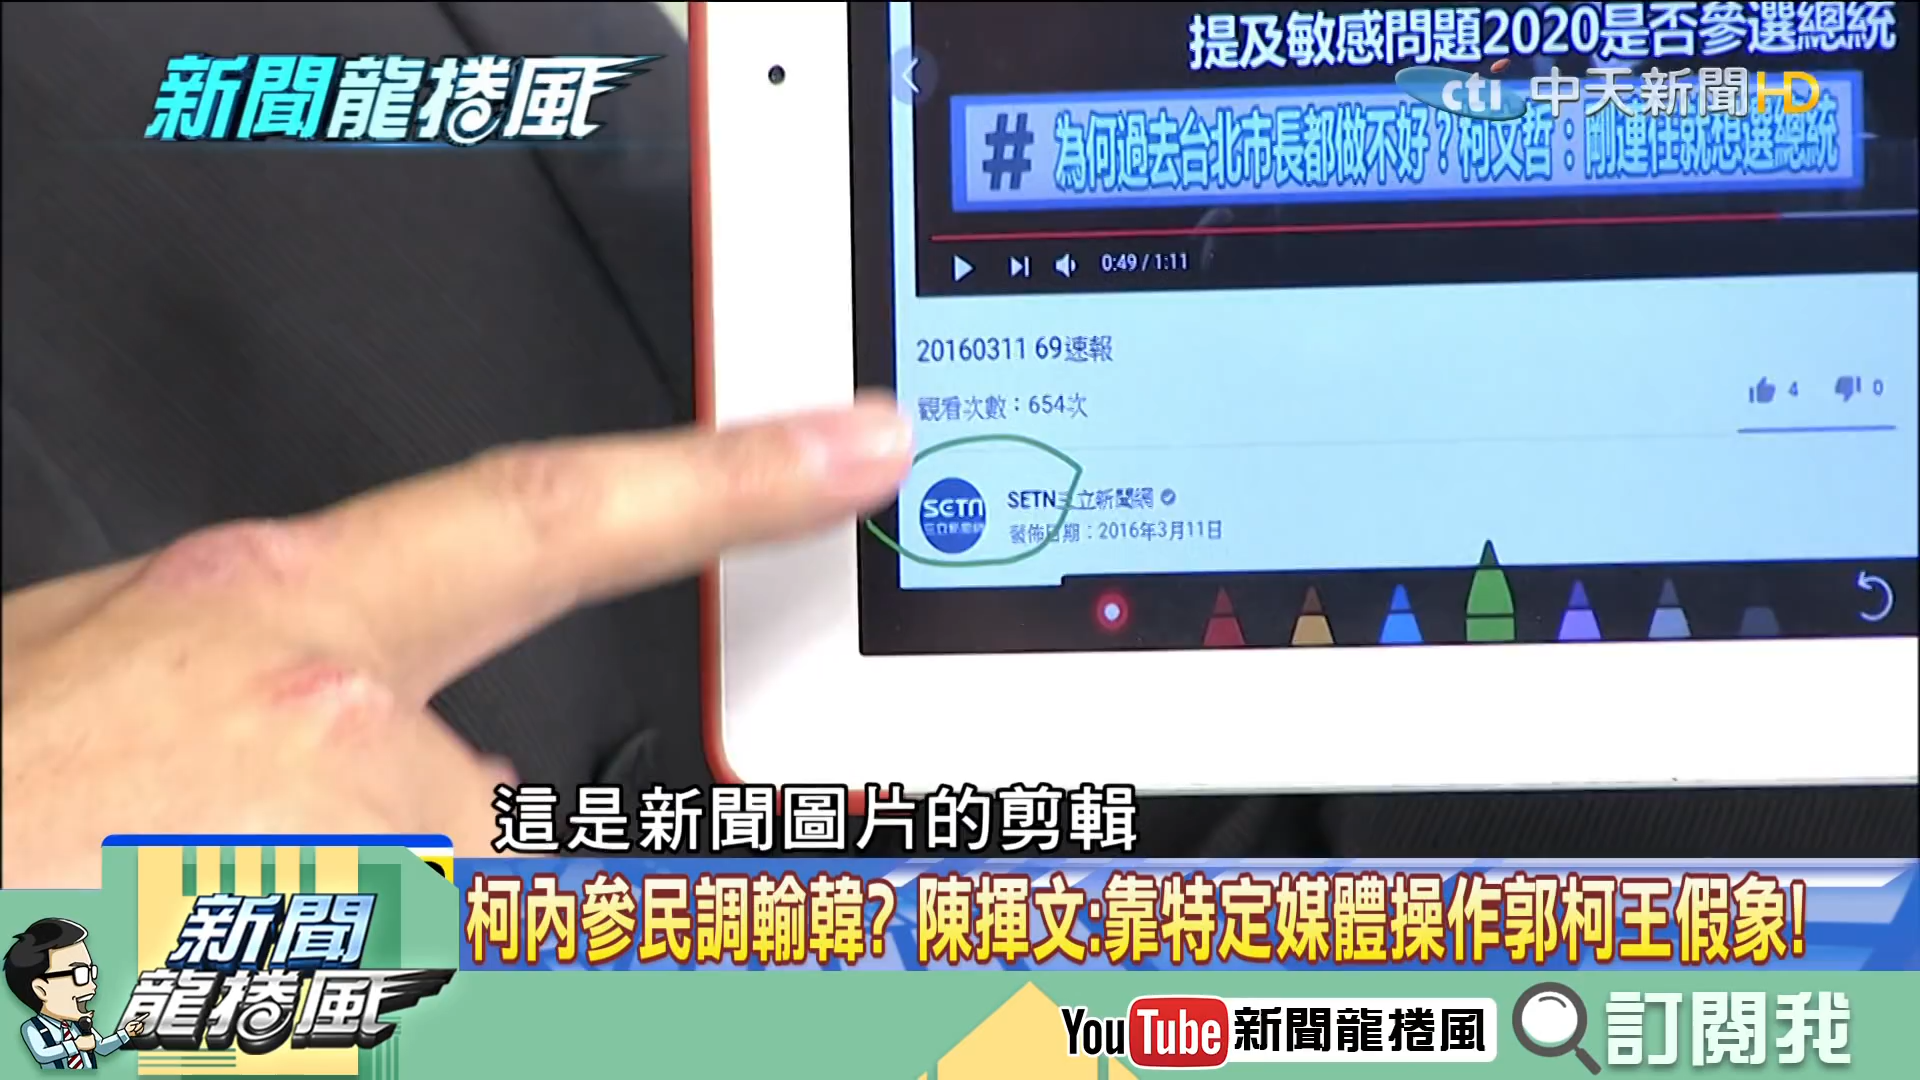 新聞龍捲風
提及敏感問題2020是否參選總統
cti 中天新聞HD
# 為何過去台北市長都做不好？柯文哲：剛連任就想選總統
0:49 / 1:11
20160311 69速報
觀看次數：654次
4 0
SETN
三立新聞網
SETN三立新聞網
發佈日期：2016年3月11日
這是新聞圖片的剪輯
柯內參民調輸韓? 陳揮文:靠特定媒體操作郭柯王假象!
新聞龍捲風
YouTube 新聞龍捲風 訂閱我